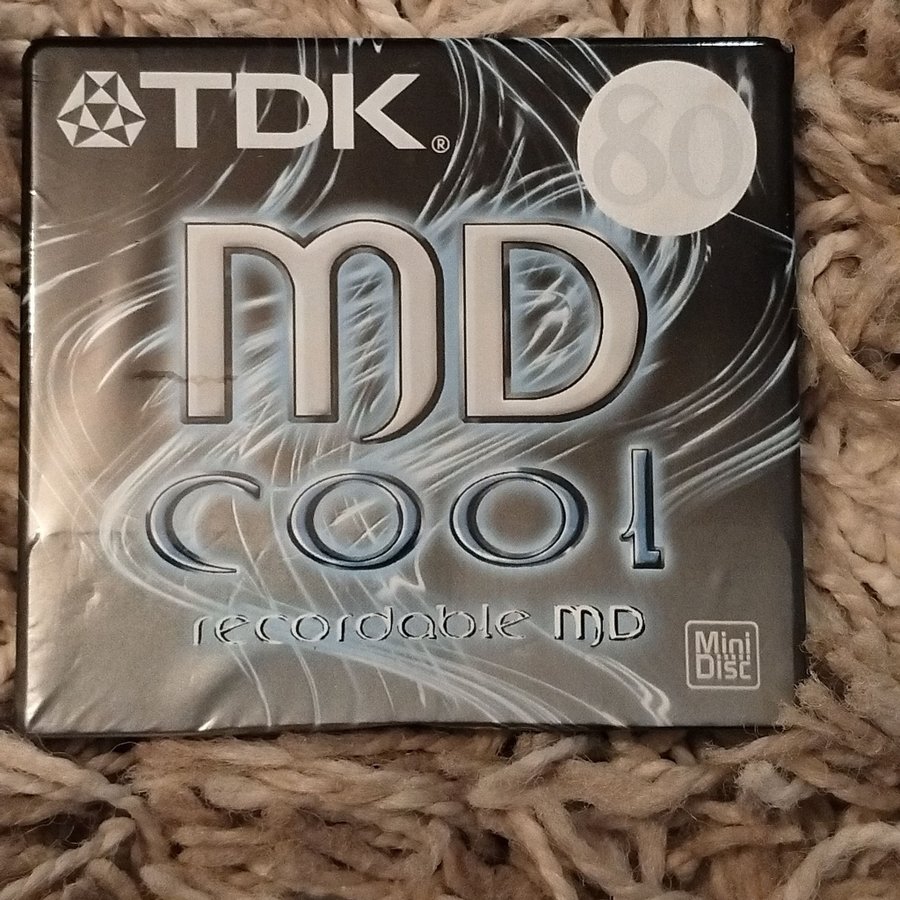 TDK®
80
MD
cool
recordable MD
Mini
Disc